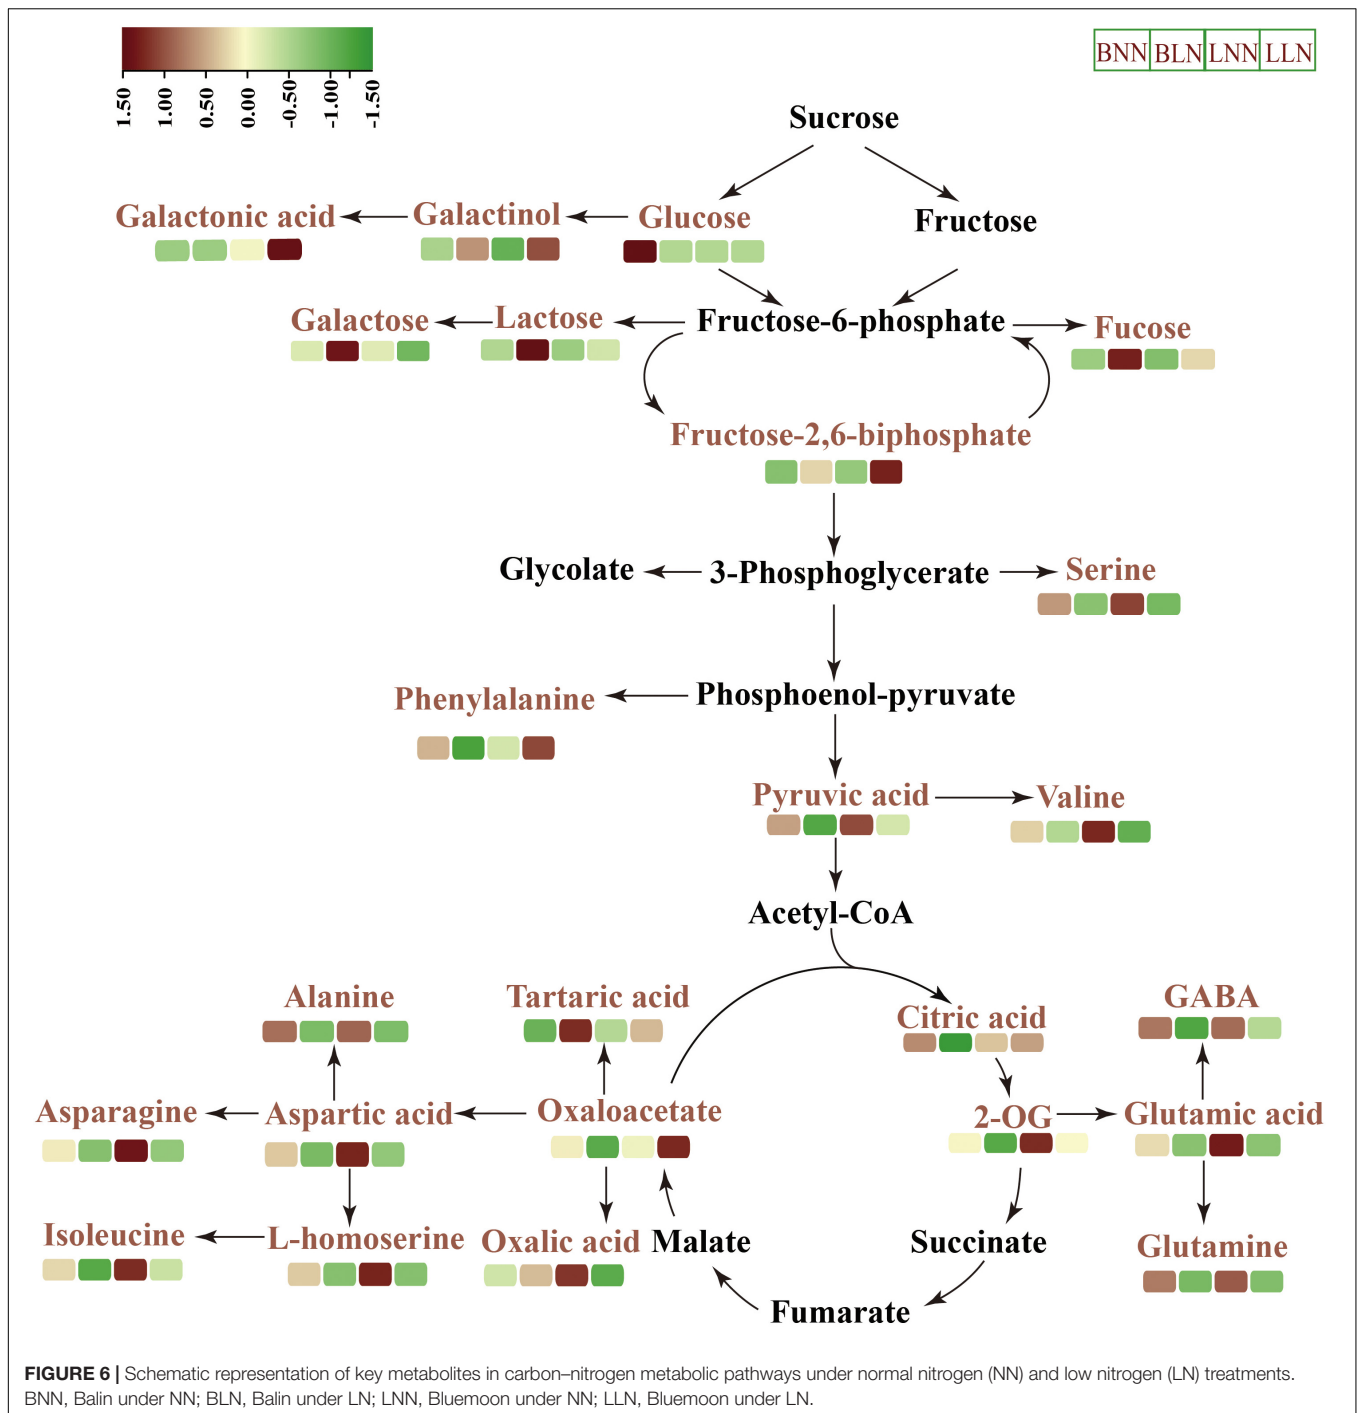 1.50 1.00 0.50 0.00 -0.50 -1.00 -1.50
BNN BLN LNN LLN
Sucrose
Galactonic acid Galactinol Glucose Fructose
Galactose Lactose Fructose-6-phosphate Fucose
Fructose-2,6-biphosphate
Glycolate 3-Phosphoglycerate Serine
Phenylalanine Phosphoenol-pyruvate
Pyruvic acid Valine
Acetyl-CoA
Alanine Tartaric acid Citric acid GABA
Asparagine Aspartic acid Oxaloacetate 2-OG Glutamic acid
Isoleucine L-homoserine Oxalic acid Malate Succinate Glutamine
Fumarate
FIGURE 6 | Schematic representation of key metabolites in carbon–nitrogen metabolic pathways under normal nitrogen (NN) and low nitrogen (LN) treatments.
BNN, Balin under NN; BLN, Balin under LN; LNN, Bluemoon under NN; LLN, Bluemoon under LN.